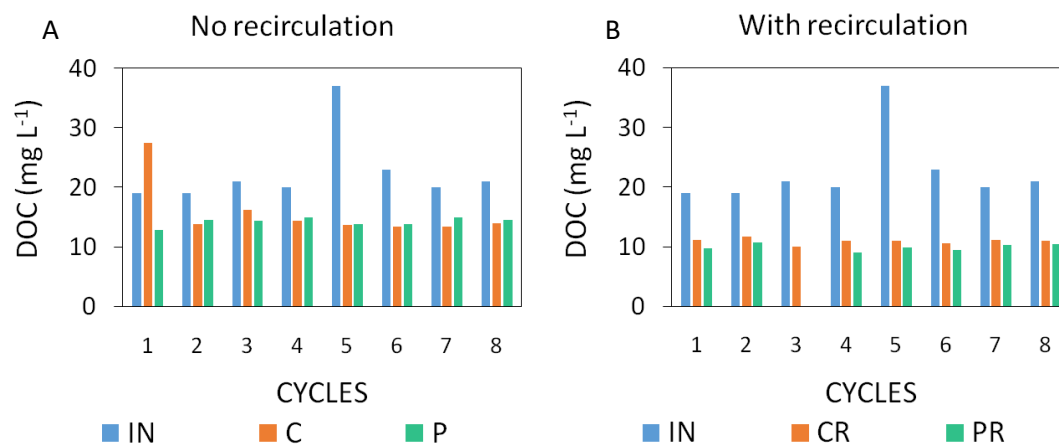 A
No recirculation
40
30
20
10
0
DOC (mg L-1)
1 2 3 4 5 6 7 8
CYCLES
IN C P
B
With recirculation
40
30
20
10
0
DOC (mg L-1)
1 2 3 4 5 6 7 8
CYCLES
IN CR PR